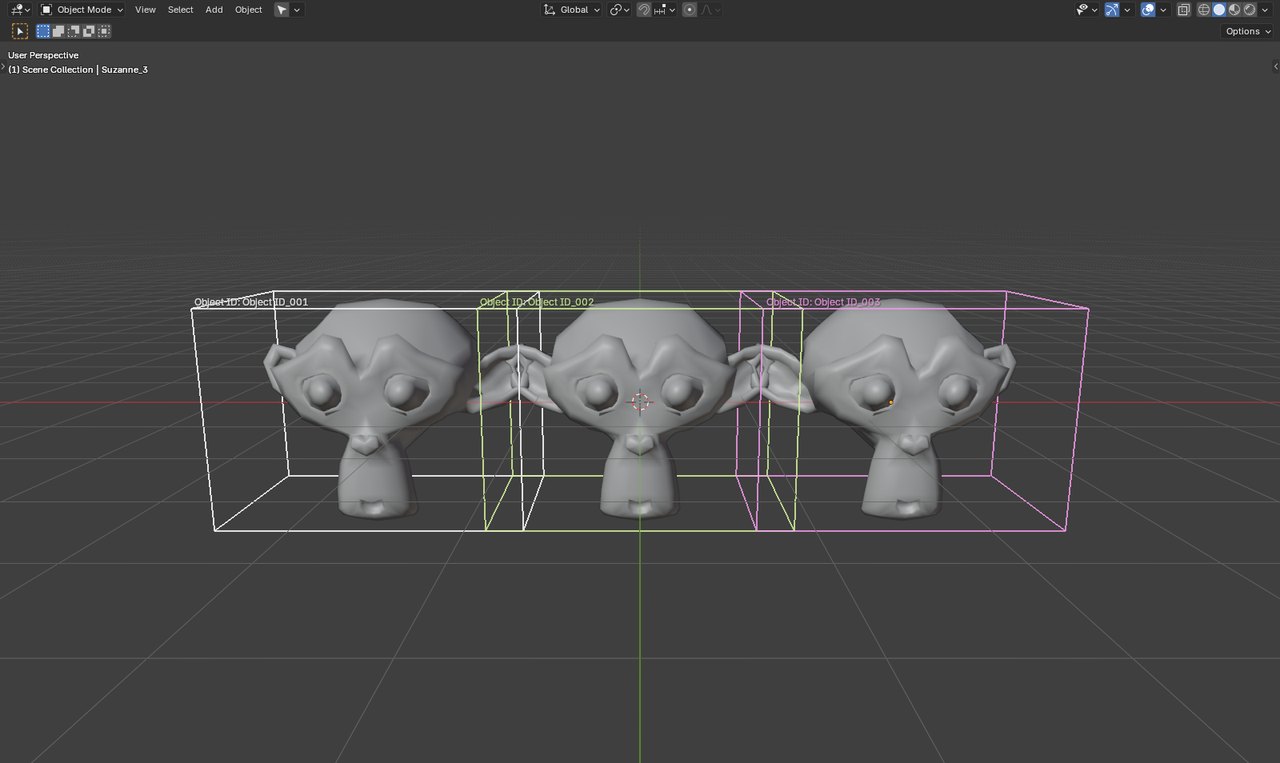 Object Mode View Select Add Object Global
Options
User Perspective
(1) Scene Collection | Suzanne_3
Object ID: Object ID_001
Object ID: Object ID_002
Object ID: Object ID_003